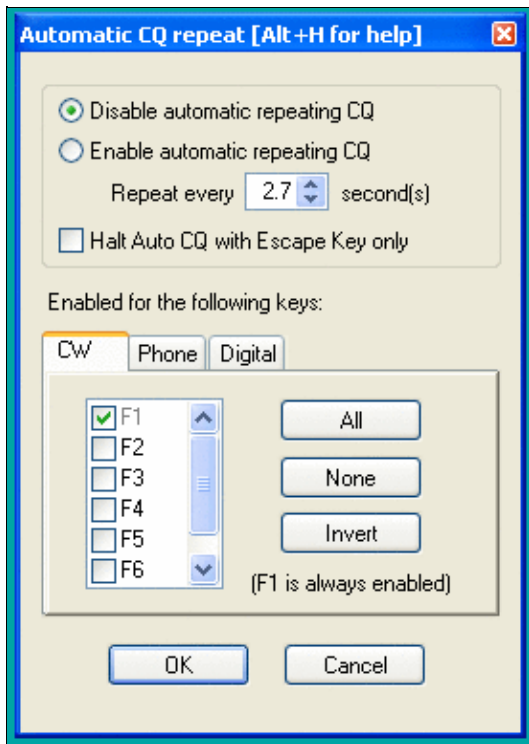 Automatic CQ repeat [Alt+H for help]
Disable automatic repeating CQ
Enable automatic repeating CQ
Repeat every 2.7 second(s)
Halt Auto CQ with Escape Key only
Enabled for the following keys:
CW Phone Digital
F1
F2
F3
F4
F5
F6
All
None
Invert
(F1 is always enabled)
OK Cancel